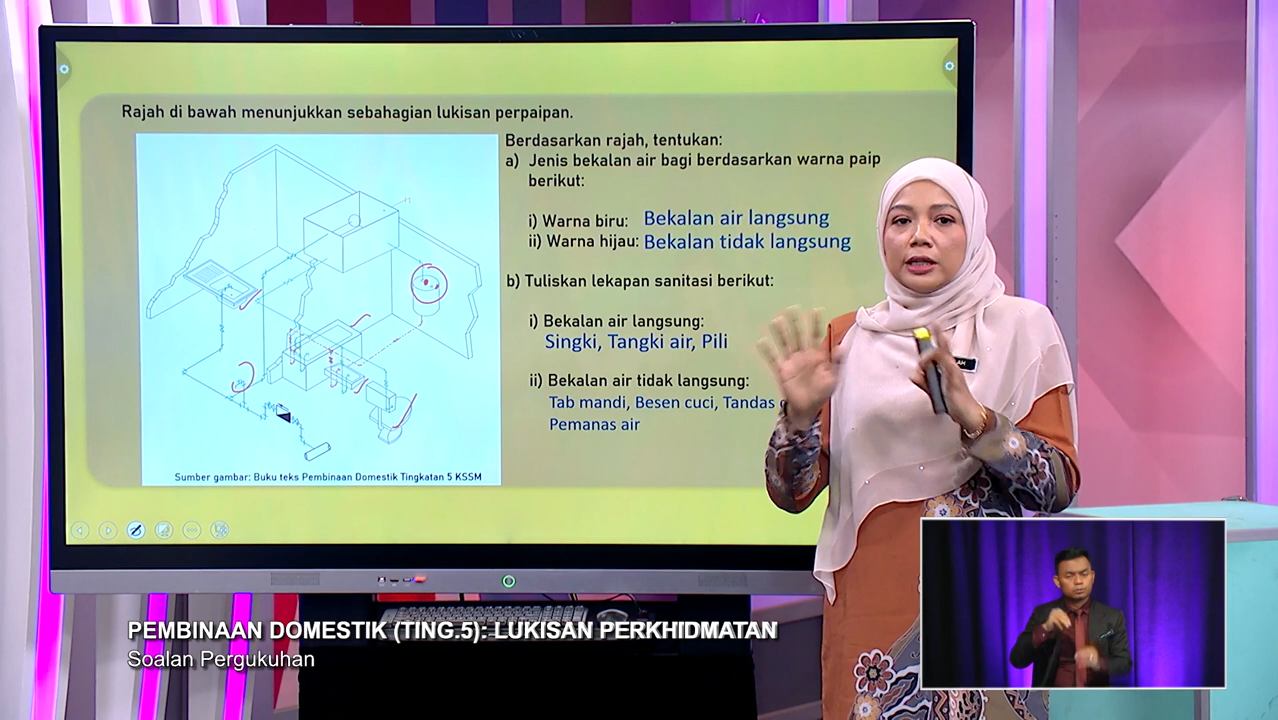 Rajah di bawah menunjukkan sebahagian lukisan perpaipan.
Berdasarkan rajah, tentukan:
a) Jenis bekalan air bagi berdasarkan warna paip
berikut:
i) Warna biru: Bekalan air langsung
ii) Warna hijau: Bekalan tidak langsung
b) Tuliskan lekapan sanitasi berikut:
i) Bekalan air langsung:
Singki, Tangki air, Pili
ii) Bekalan air tidak langsung:
Tab mandi, Besen cuci, Tandas
Pemanas air
Sumber gambar: Buku teks Pembinaan Domestik Tingkatan 5 KSSM
PEMBINAAN DOMESTIK (TING.5): LUKISAN PERKHIDMATAN
Soalan Pergukuhan